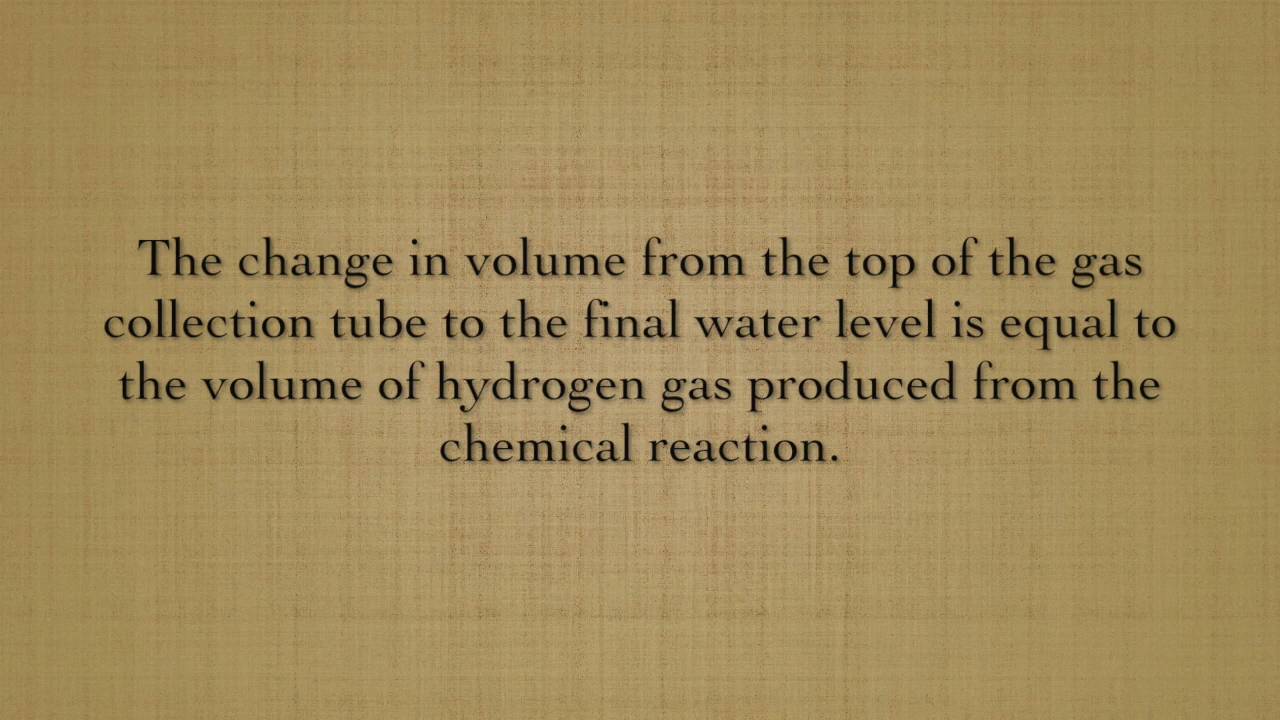 The change in volume from the top of the gas
collection tube to the final water level is equal to
the volume of hydrogen gas produced from the
chemical reaction.